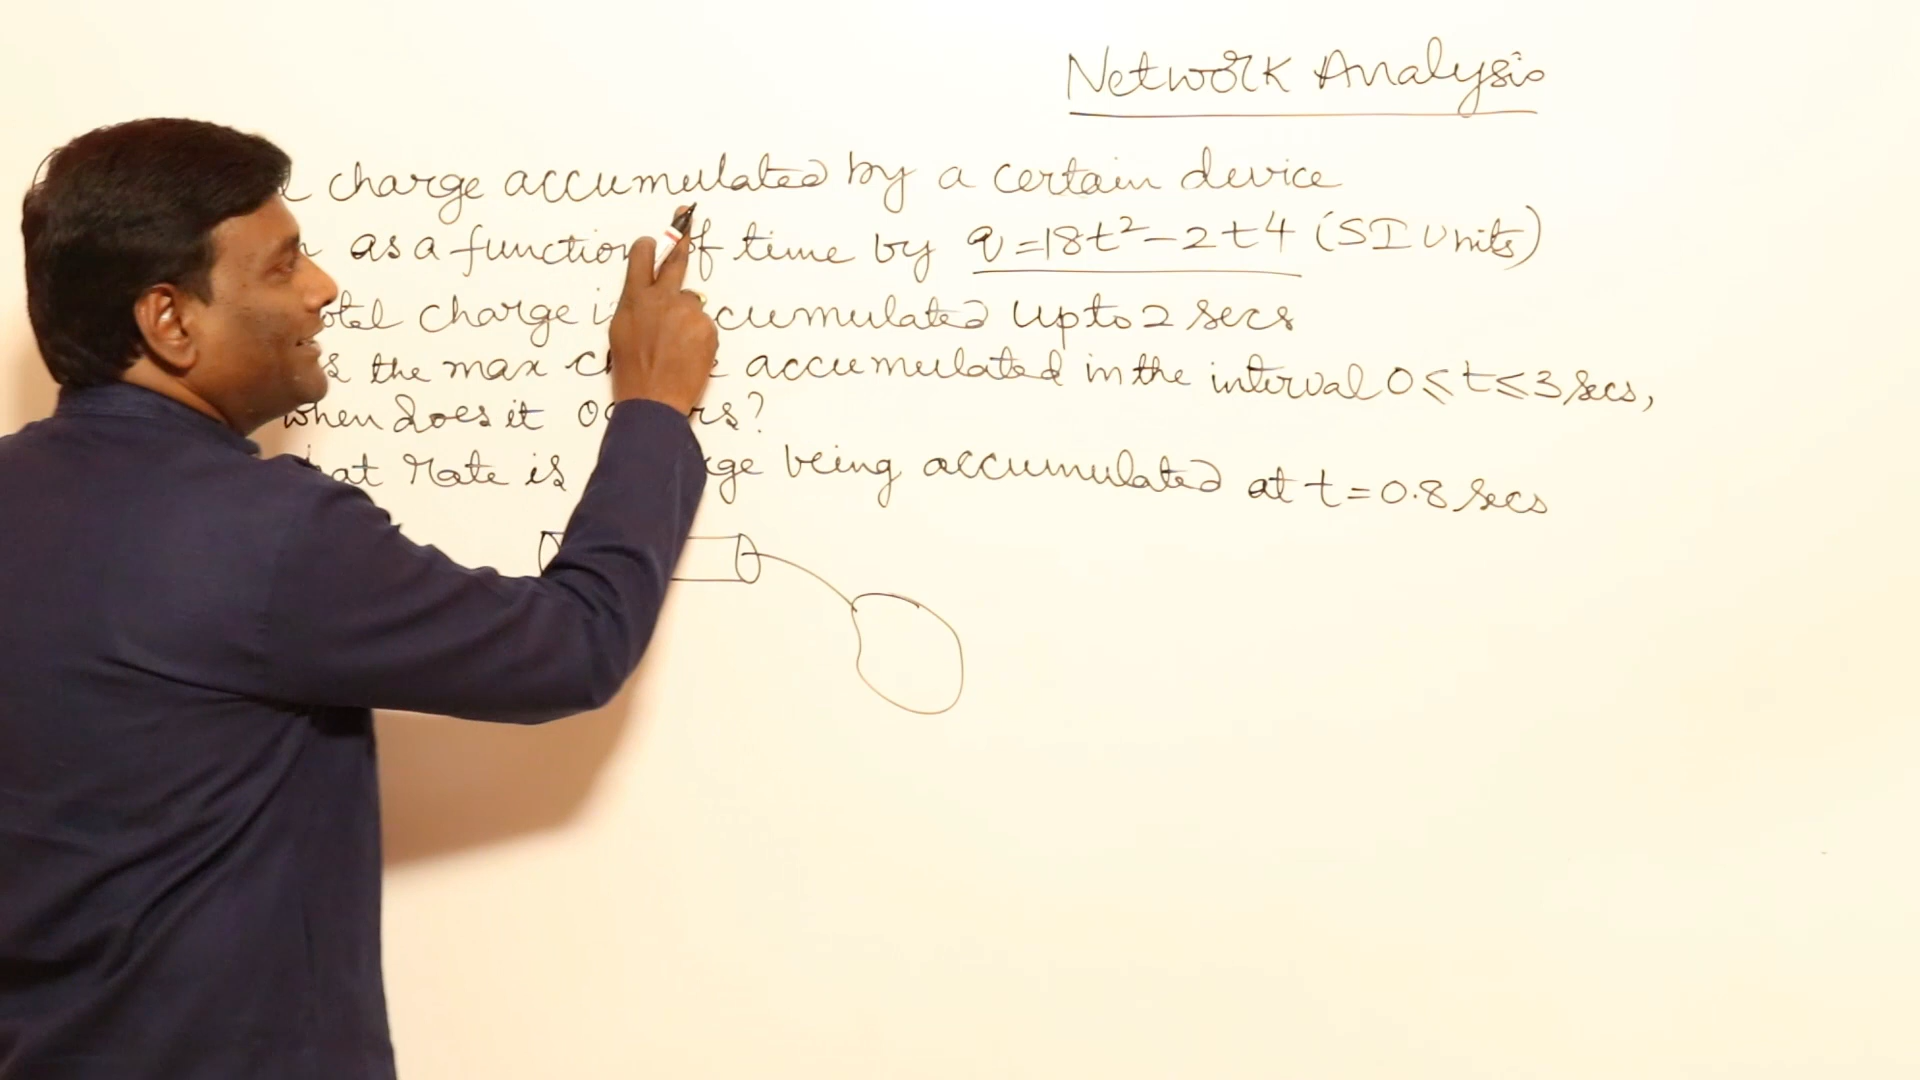 Network Analysis
charge accumulated by a certain device
as a function of time by q=18t²-2t4 (SI Units)
charge upto 2 secs
the max accumulated in the interval 0≤t≤3 secs,
when does it
rate is being accumulated at t=0.8 secs